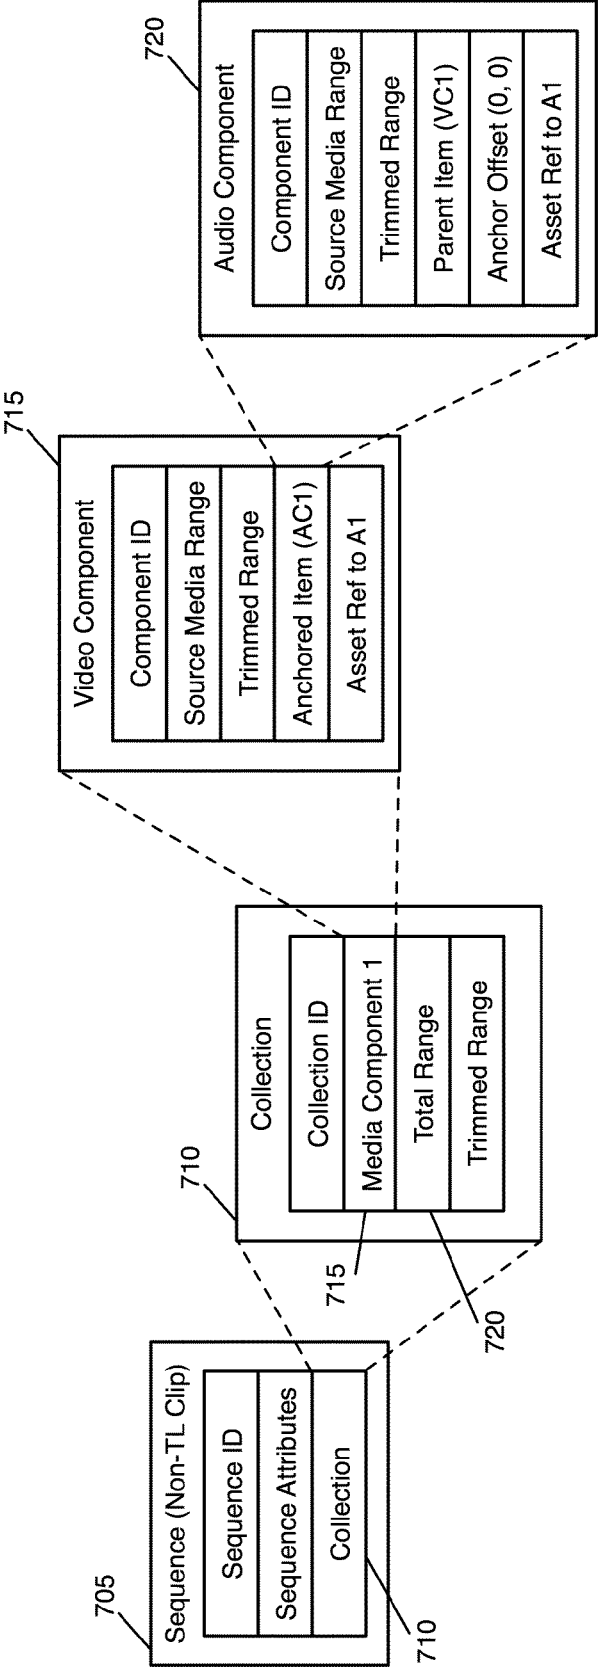 705
Sequence (Non-TL Clip)
Sequence ID
Sequence Attributes
Collection
710
710
Collection
Collection ID
Media Component 1
Total Range
Trimmed Range
715
720
715
Video Component
Component ID
Source Media Range
Trimmed Range
Anchored Item (AC1)
Asset Ref to A1
720
Audio Component
Component ID
Source Media Range
Trimmed Range
Parent Item (VC1)
Anchor Offset (0, 0)
Asset Ref to A1